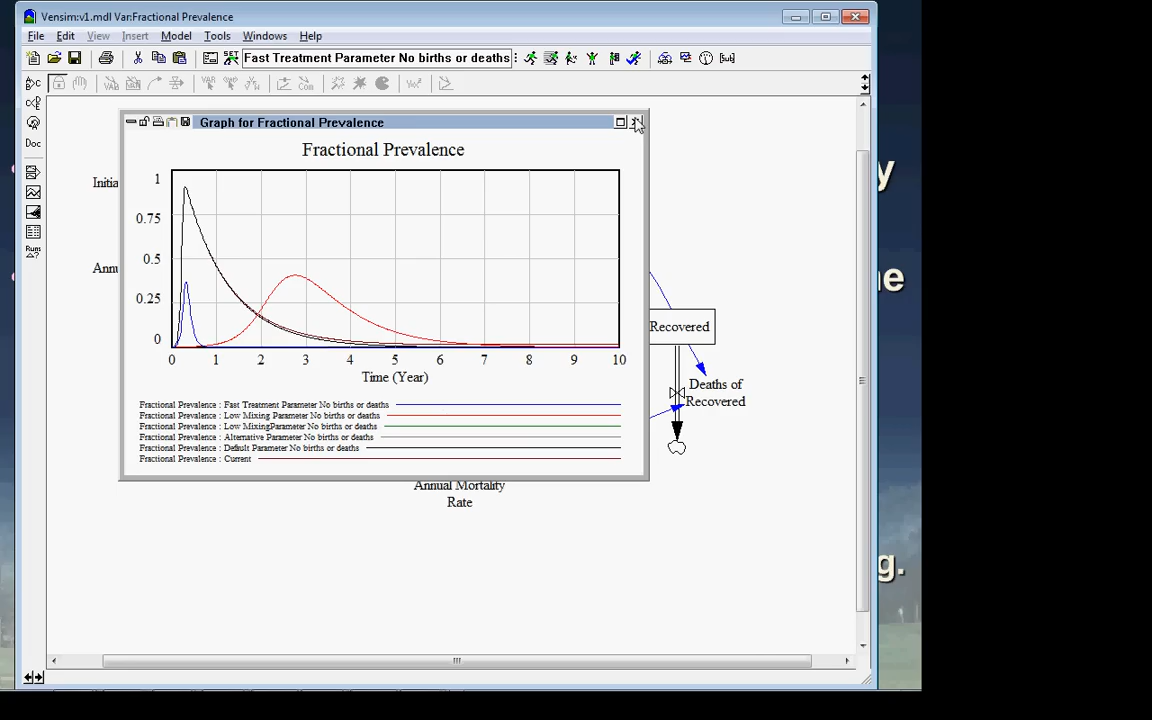 Vensim:v1.mdl Var:Fractional Prevalence
File Edit View Insert Model Tools Windows Help
SET Fast Treatment Parameter No births or deaths
Doc
Runs
Graph for Fractional Prevalence
Fractional Prevalence
1
0.75
0.5
0.25
0
0 1 2 3 4 5 6 7 8 9 10
Time (Year)
Fractional Prevalence : Fast Treatment Parameter No births or deaths
Fractional Prevalence : Low Mixing Parameter No births or deaths
Fractional Prevalence : Low MixingParameter No births or deaths
Fractional Prevalence : Alternative Parameter No births or deaths
Fractional Prevalence : Default Parameter No births or deaths
Fractional Prevalence : Current
Initia
Annu
Recovered
Deaths of
Recovered
Annual Mortality
Rate
y
ne
g.